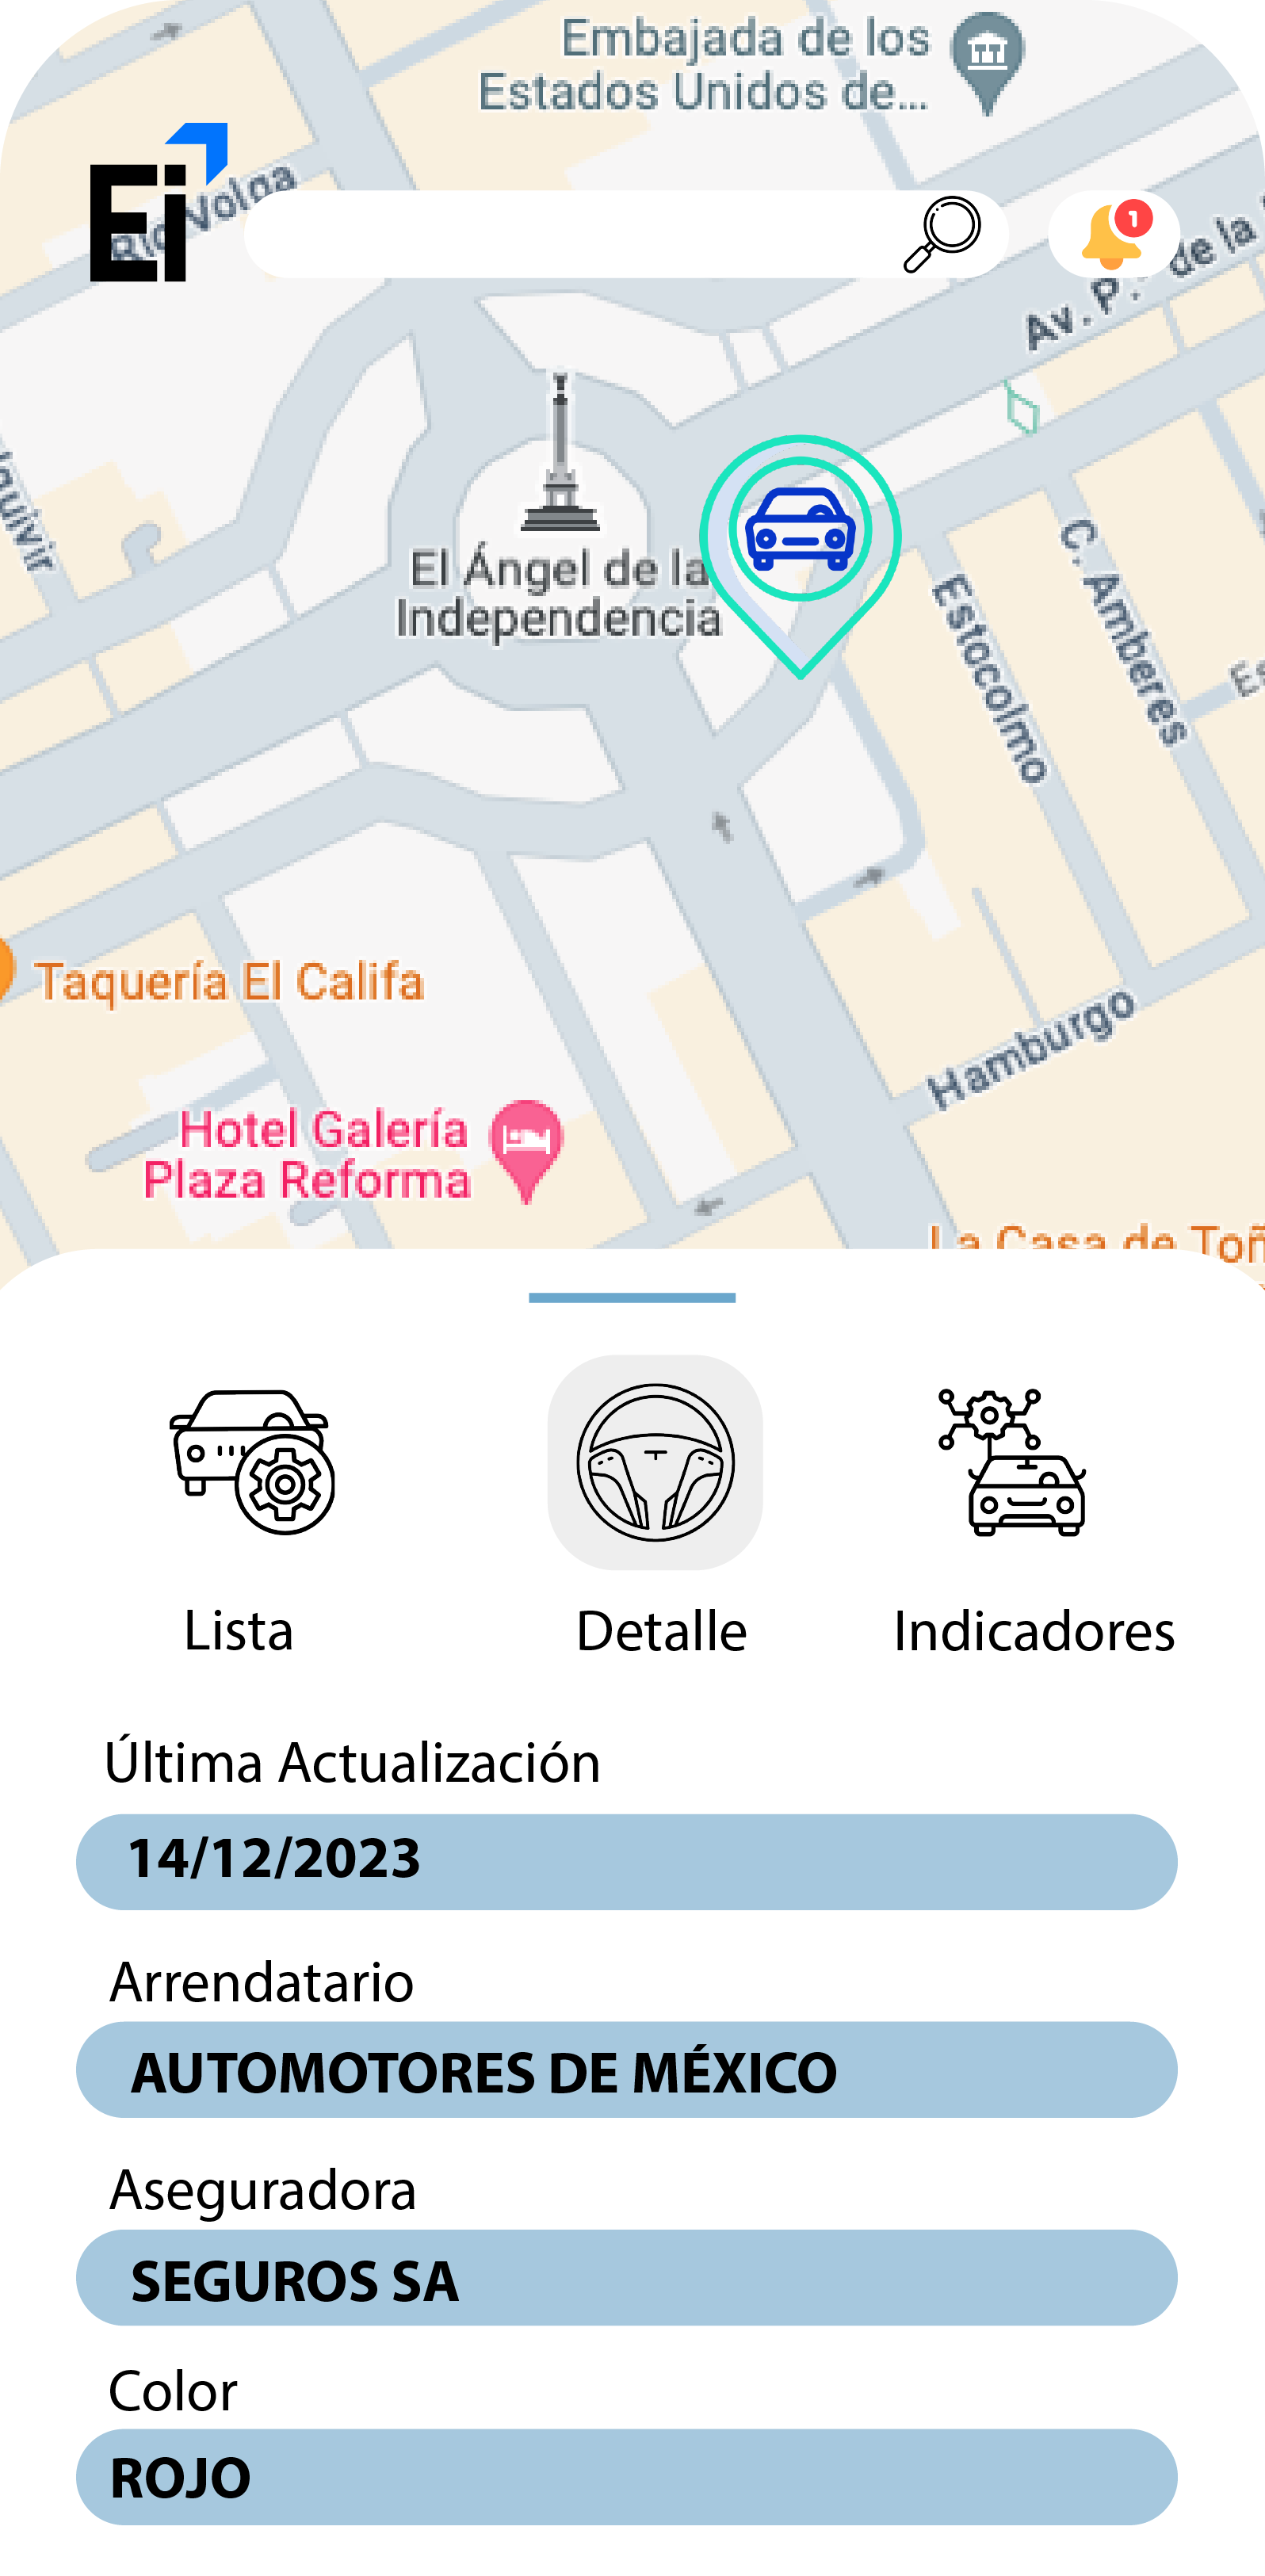 Embajada de los
Estados Unidos de...
Ei
Río Volga
1
Av. P.
de la
El Ángel de la
Independencia
Estocolmo
C. Amberes
Taquería El Califa
Hamburgo
Hotel Galería
Plaza Reforma
La Casa de Toñ
Lista
Detalle
Indicadores
Última Actualización
14/12/2023
Arrendatario
AUTOMOTORES DE MÉXICO
Aseguradora
SEGUROS SA
Color
ROJO